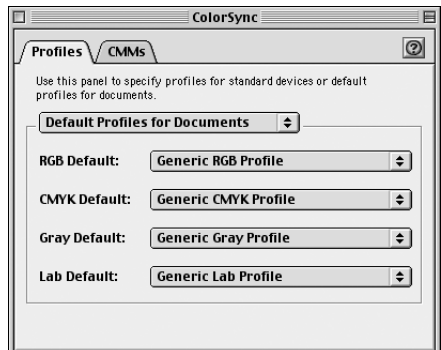 ColorSync
Profiles CMMs ?
Use this panel to specify profiles for standard devices or default
profiles for documents.
Default Profiles for Documents
RGB Default: Generic RGB Profile
CMYK Default: Generic CMYK Profile
Gray Default: Generic Gray Profile
Lab Default: Generic Lab Profile